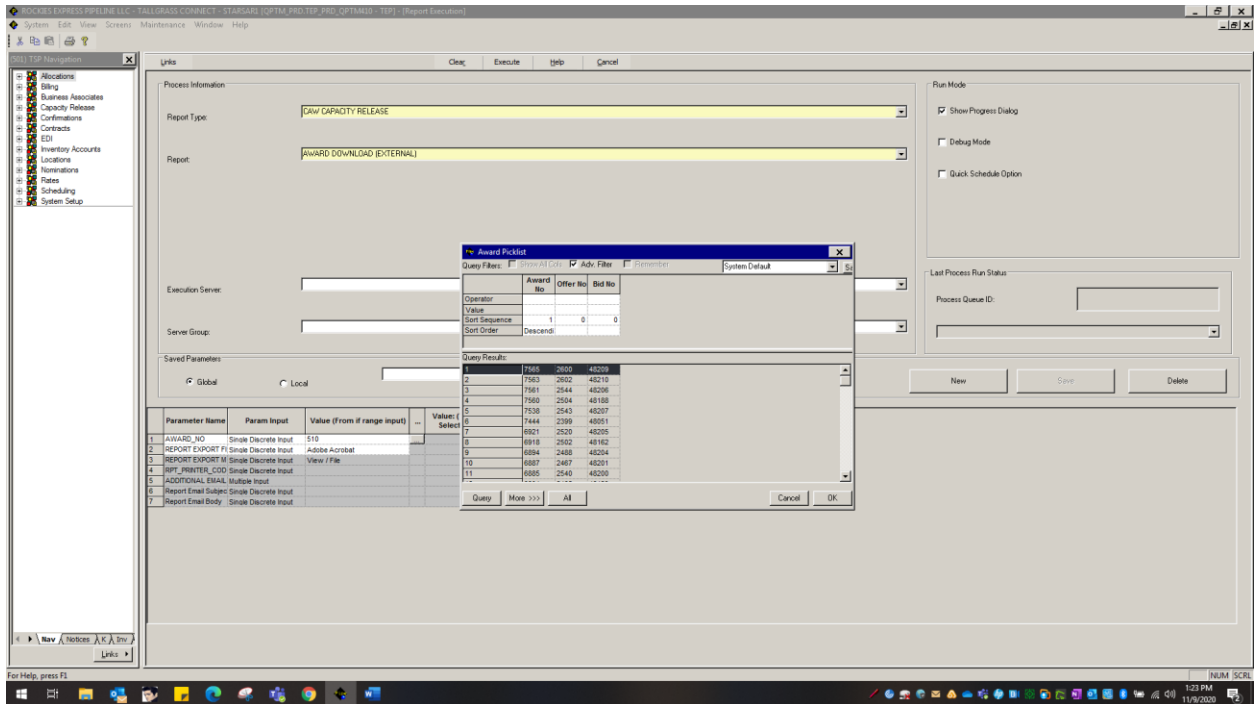 ROCKIES EXPRESS PIPELINE LLC - TALLGRASS CONNECT - STARSAR1 [QPTM_PRD.TEP_PRD_QPTM410 - TEP] - [Report Execution]
System Edit View Screens Maintenance Window Help
(501) TSP Navigation
Allocations
Billing
Business Associates
Capacity Release
Confirmations
Contracts
EDI
Inventory Accounts
Locations
Nominations
Rates
Scheduling
System Setup
Nav Notices K Inv
Links
Links Clear Execute Help Cancel
Process Information
Report Type: CAW CAPACITY RELEASE
Report: AWARD DOWNLOAD (EXTERNAL)
Execution Server:
Server Group:
Run Mode
Show Progress Dialog
Debug Mode
Quick Schedule Option
Last Process Run Status
Process Queue ID:
Saved Parameters
Global Local
New Save Delete
Parameter Name Param Input Value (From if range input) ... Value: (
Select
1 AWARD_NO Single Discrete Input 510 ...
2 REPORT EXPORT FI Single Discrete Input Adobe Acrobat
3 REPORT EXPORT M Single Discrete Input View / File
4 RPT_PRINTER_COD Single Discrete Input
5 ADDITIONAL EMAIL Multiple Input
6 Report Email Subjec Single Discrete Input
7 Report Email Body Single Discrete Input
Award Picklist
Query Filters: Show All Cols Adv. Filter Remember System Default
Award No Offer No Bid No
Operator
Value
Sort Sequence 1 0 0
Sort Order Descendi
Query Results:
1 7565 2600 48209
2 7563 2602 48210
3 7561 2544 48206
4 7560 2504 48188
5 7538 2543 48207
6 7444 2399 48051
7 6921 2520 48205
8 6918 2502 48162
9 6894 2488 48204
10 6887 2467 48201
11 6885 2540 48200
Query More >>> All Cancel OK
For Help, press F1
NUM SCRL
1:23 PM
11/9/2020